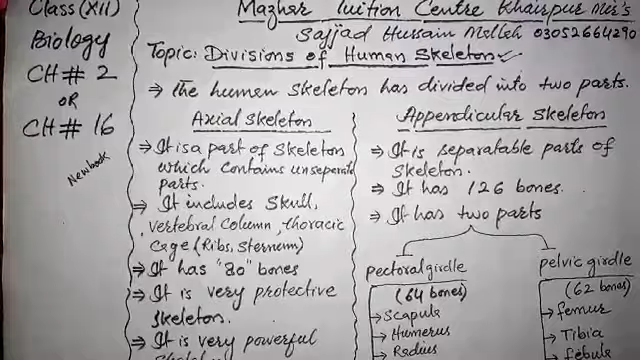 Class (XII)
Biology
CH# 2
OR
CH# 16
New book
Mazhar Tuition Centre Khairpur Mir's
Sajjad Hussain Melleh 03052664290
Topic: Divisions of Human Skeleton
→ The human skeleton has divided into two parts.
Axial Skeleton
⇒ It is a part of skeleton
which contains unseparate
parts.
⇒ It includes Skull,
vertebral column, thoracic
cage (Ribs, Sternum)
⇒ It has "80" bones
⇒ It is very protective
skeleton.
⇒ It is very powerful
Appendicular Skeleton
⇒ It is separatable parts of
skeleton.
⇒ It has 126 bones.
⇒ It has two parts
pectoral girdle
(64 bones)
→ Scapula
→ Humerus
→ Radius
pelvic girdle
(62 bones)
→ femur
→ Tibia
→ Febula